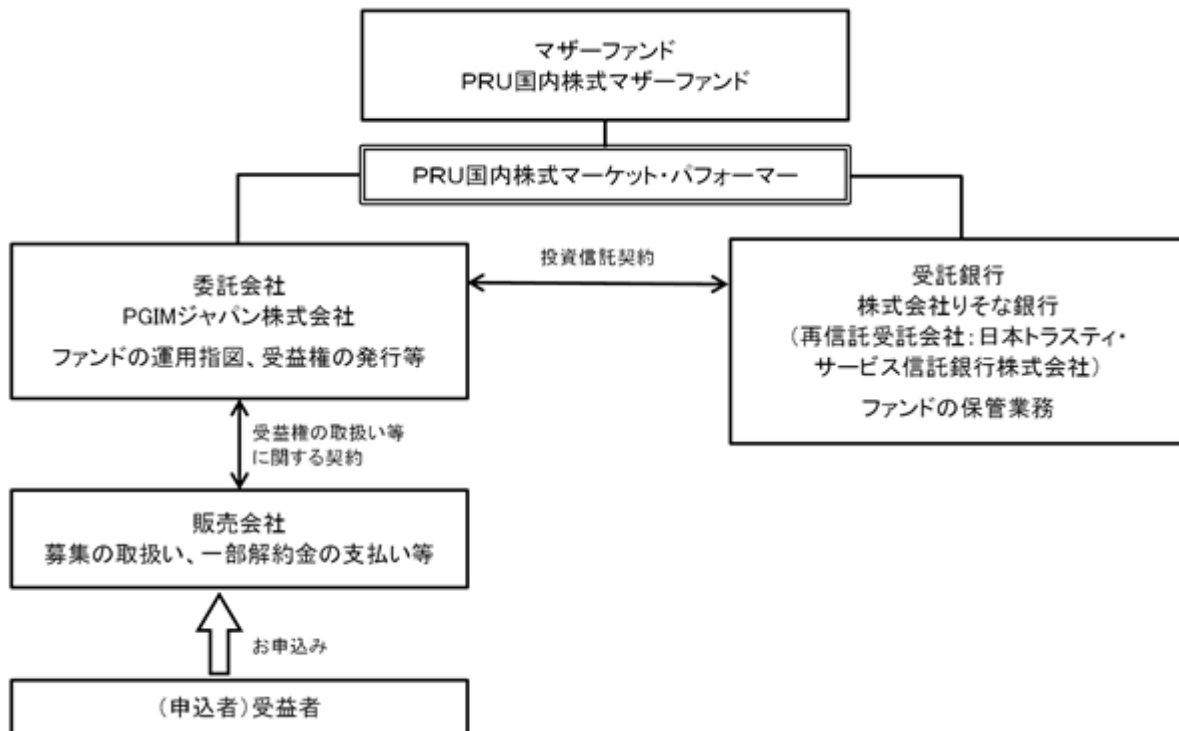 マザーファンド
PRU国内株式マザーファンド
PRU国内株式マーケット・パフォーマー
委託会社
PGIMジャパン株式会社
ファンドの運用指図、受益権の発行等
投資信託契約
受託銀行
株式会社りそな銀行
(再信託受託会社:日本トラスティ・
サービス信託銀行株式会社)
ファンドの保管業務
受益権の取扱い等
に関する契約
販売会社
募集の取扱い、一部解約金の支払い等
お申込み
(申込者)受益者